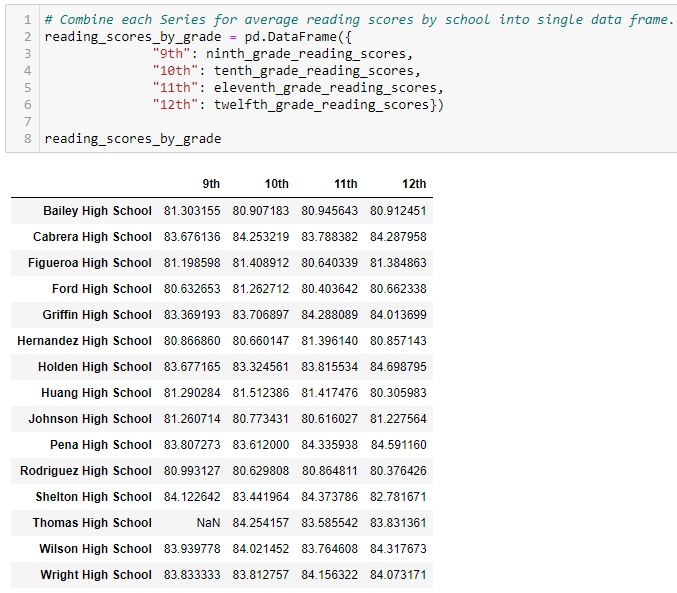 1 # Combine each Series for average reading scores by school into single data frame.
2 reading_scores_by_grade = pd.DataFrame({
3 "9th": ninth_grade_reading_scores,
4 "10th": tenth_grade_reading_scores,
5 "11th": eleventh_grade_reading_scores,
6 "12th": twelfth_grade_reading_scores})
7
8 reading_scores_by_grade
9th 10th 11th 12th
Bailey High School 81.303155 80.907183 80.945643 80.912451
Cabrera High School 83.676136 84.253219 83.788382 84.287958
Figueroa High School 81.198598 81.408912 80.640339 81.384863
Ford High School 80.632653 81.262712 80.403642 80.662338
Griffin High School 83.369193 83.706897 84.288089 84.013699
Hernandez High School 80.866860 80.660147 81.396140 80.857143
Holden High School 83.677165 83.324561 83.815534 84.698795
Huang High School 81.290284 81.512386 81.417476 80.305983
Johnson High School 81.260714 80.773431 80.616027 81.227564
Pena High School 83.807273 83.612000 84.335938 84.591160
Rodriguez High School 80.993127 80.629808 80.864811 80.376426
Shelton High School 84.122642 83.441964 84.373786 82.781671
Thomas High School NaN 84.254157 83.585542 83.831361
Wilson High School 83.939778 84.021452 83.764608 84.317673
Wright High School 83.833333 83.812757 84.156322 84.073171